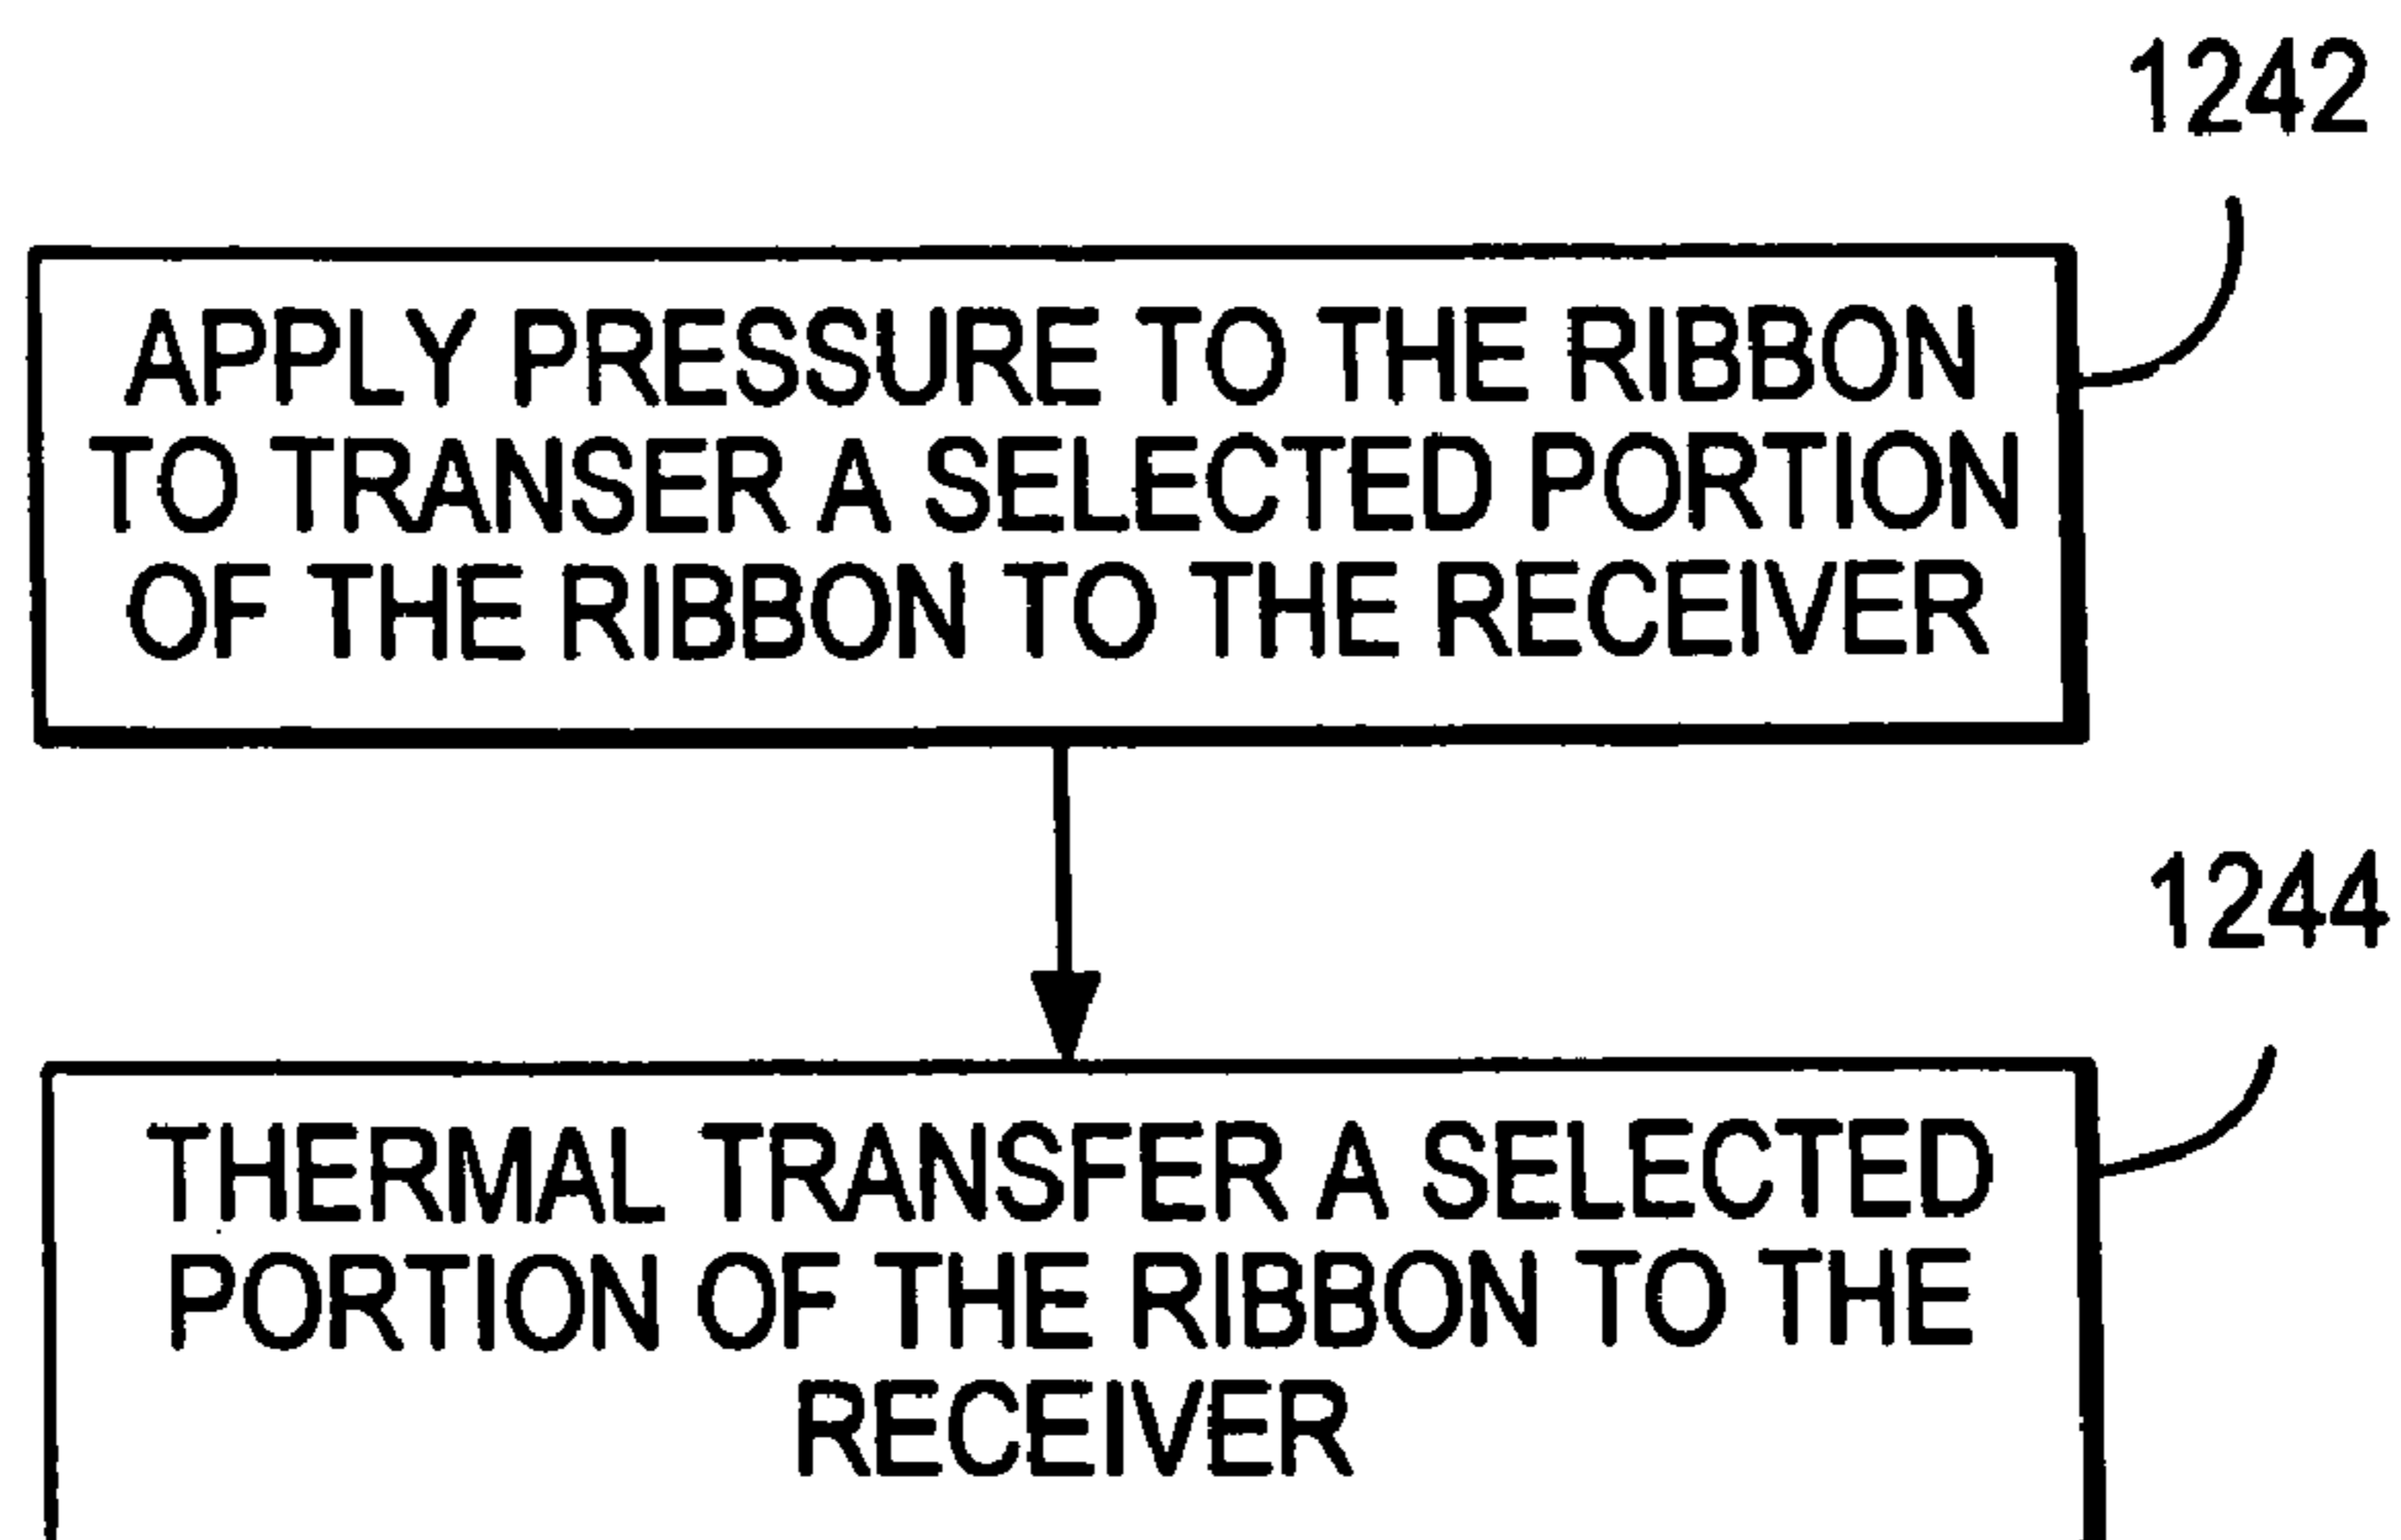 1242
APPLY PRESSURE TO THE RIBBON
TO TRANSER A SELECTED PORTION
OF THE RIBBON TO THE RECEIVER
1244
THERMAL TRANSFER A SELECTED
PORTION OF THE RIBBON TO THE
RECEIVER